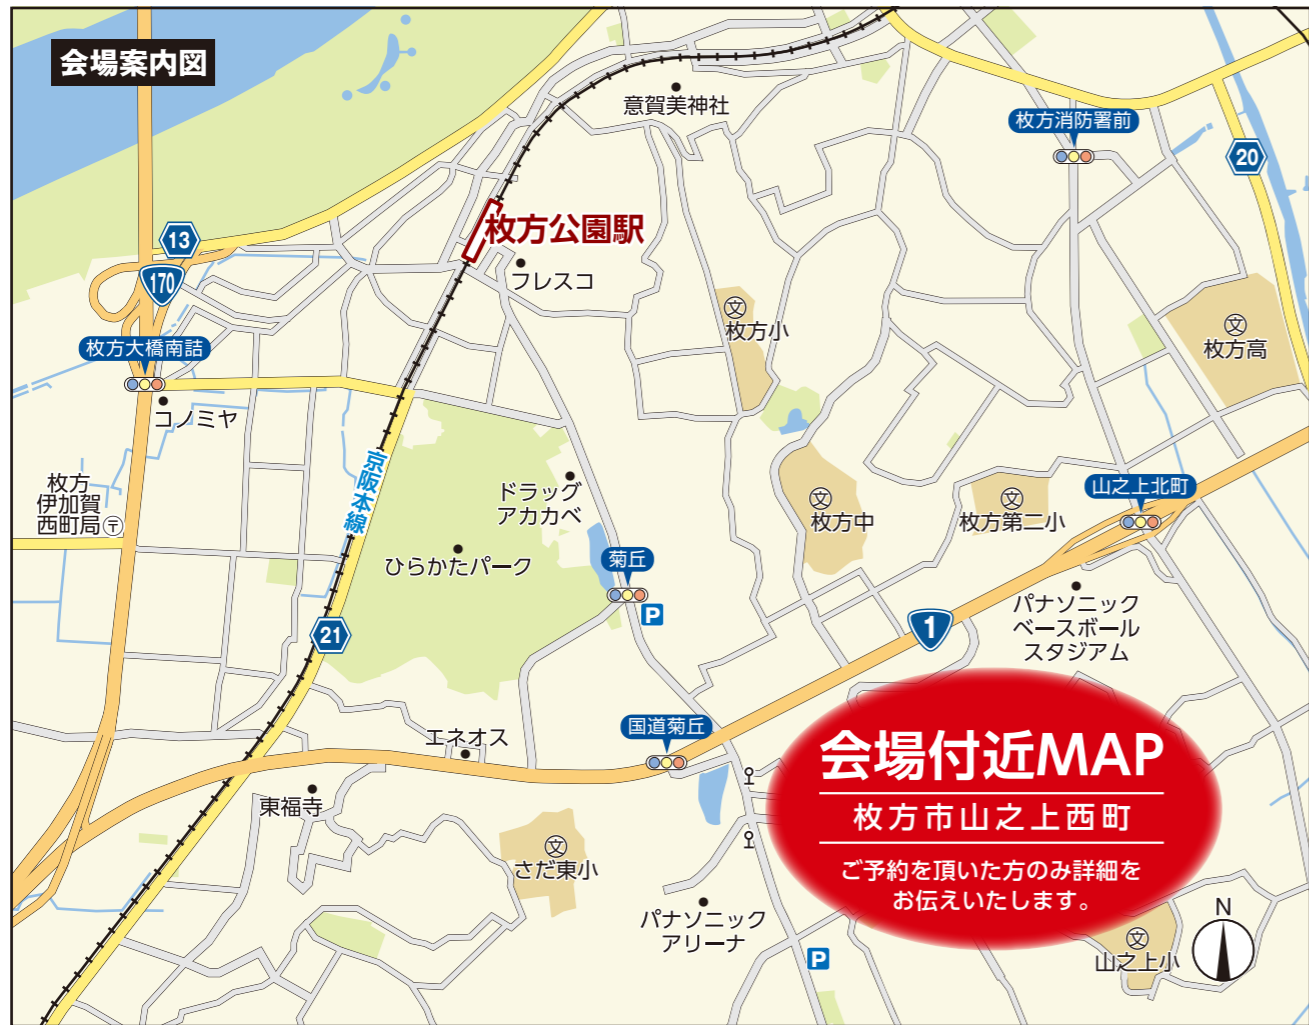 会場案内図
意賀美神社
枚方消防署前
20
13
枚方公園駅
フレスコ
170
枚方大橋南詰
枚方小
枚方高
コノミヤ
京阪本線
枚方
伊加賀
西町局
ドラッグ
アカカベ
枚方中
枚方第二小
山之上北町
ひらかたパーク
菊丘
P
パナソニック
ベースボール
スタジアム
21
1
エネオス
国道菊丘
会場付近MAP
枚方市山之上西町
ご予約を頂いた方のみ詳細を
お伝えいたします。
東福寺
文
さだ東小
パナソニック
アリーナ
P
文
山之上小
N
文
文
文
文